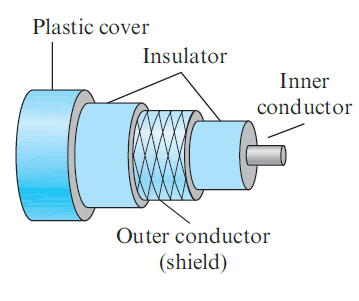 Plastic cover
Insulator
Inner
conductor
Outer conductor
(shield)